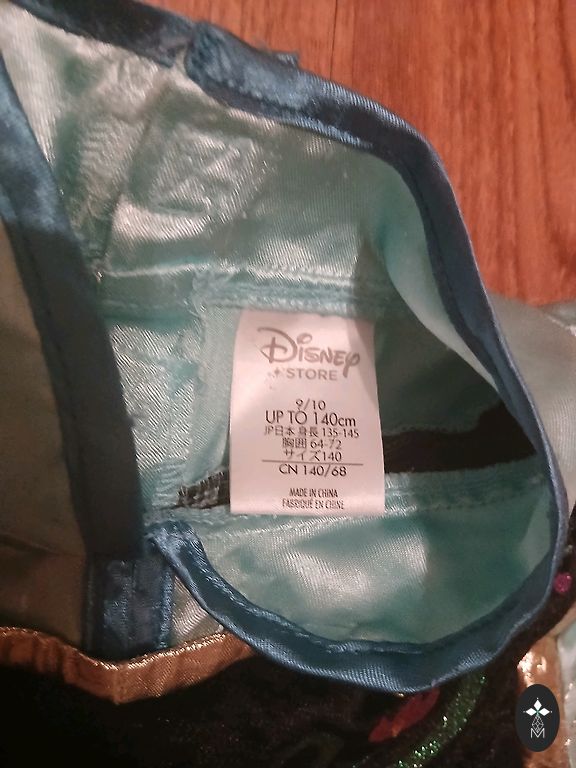 Disney
STORE
9/10
UP TO 140cm
JP日本 身長 135-145
胸囲 64-72
サイズ140
CN 140/68
MADE IN CHINA
FABRIQUÉ EN CHINE
M